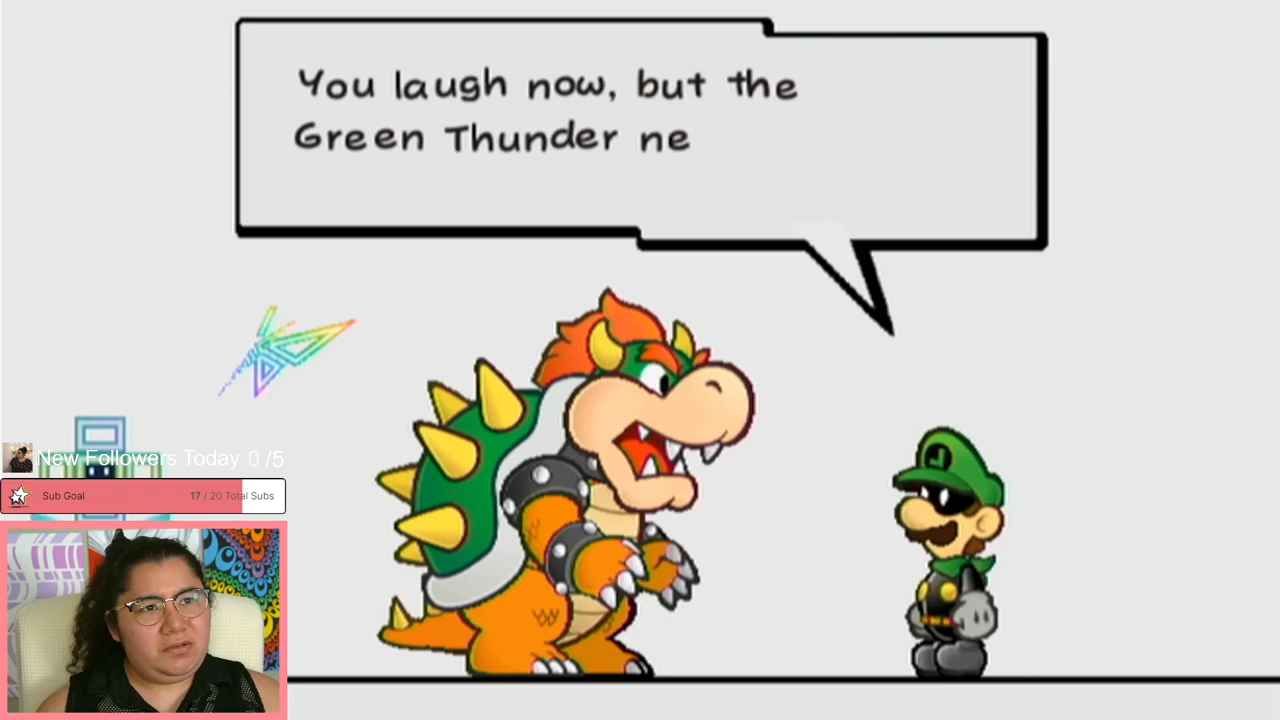 You laugh now, but the
Green Thunder ne
New Followers Today 0 /5
Sub Goal
17 / 20 Total Subs